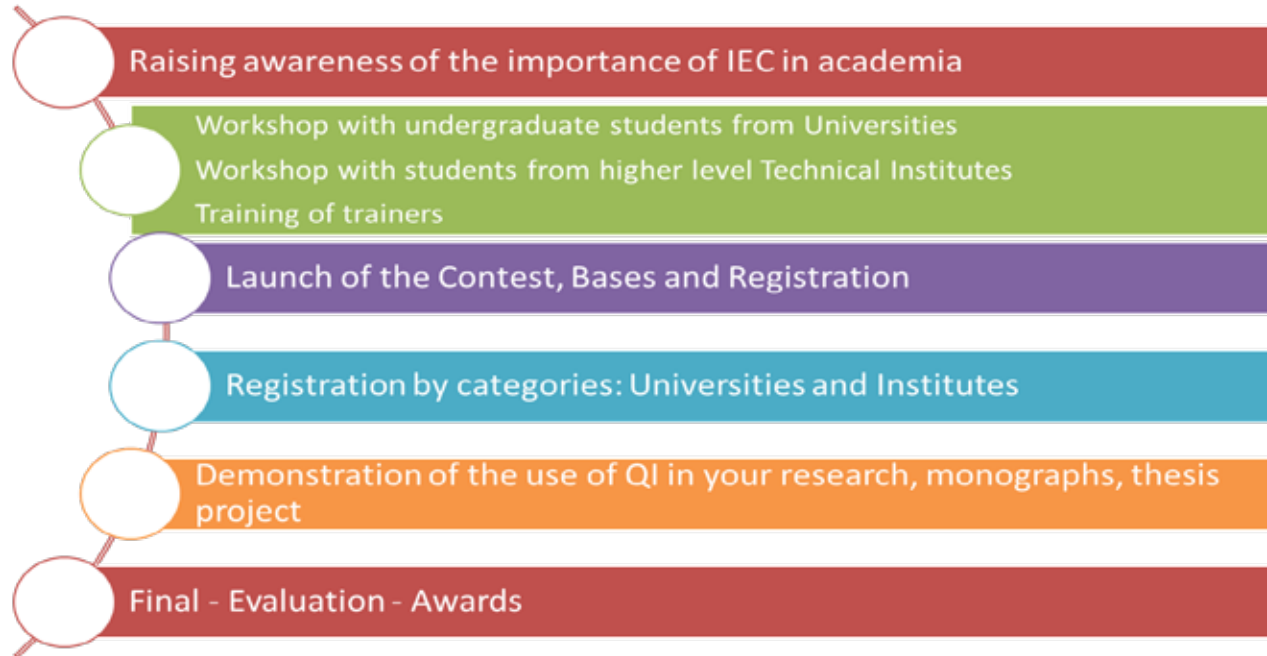 Raising awareness of the importance of IEC in academia
Workshop with undergraduate students from Universities
Workshop with students from higher level Technical Institutes
Training of trainers
Launch of the Contest, Bases and Registration
Registration by categories: Universities and Institutes
Demonstration of the use of QI in your research, monographs, thesis
project
Final - Evaluation - Awards